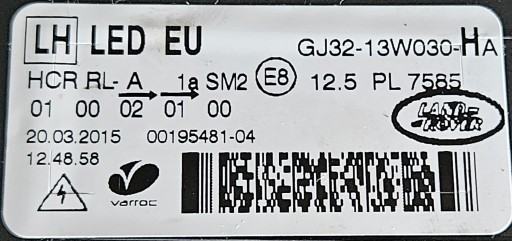 LH LED EU GJ32-13W030-HA
HCR RL- A 1a SM2 E8 12.5 PL 7585
01 00 02 01 00
LAND-
ROVER
20.03.2015 00195481-04
12.48.58
varroc